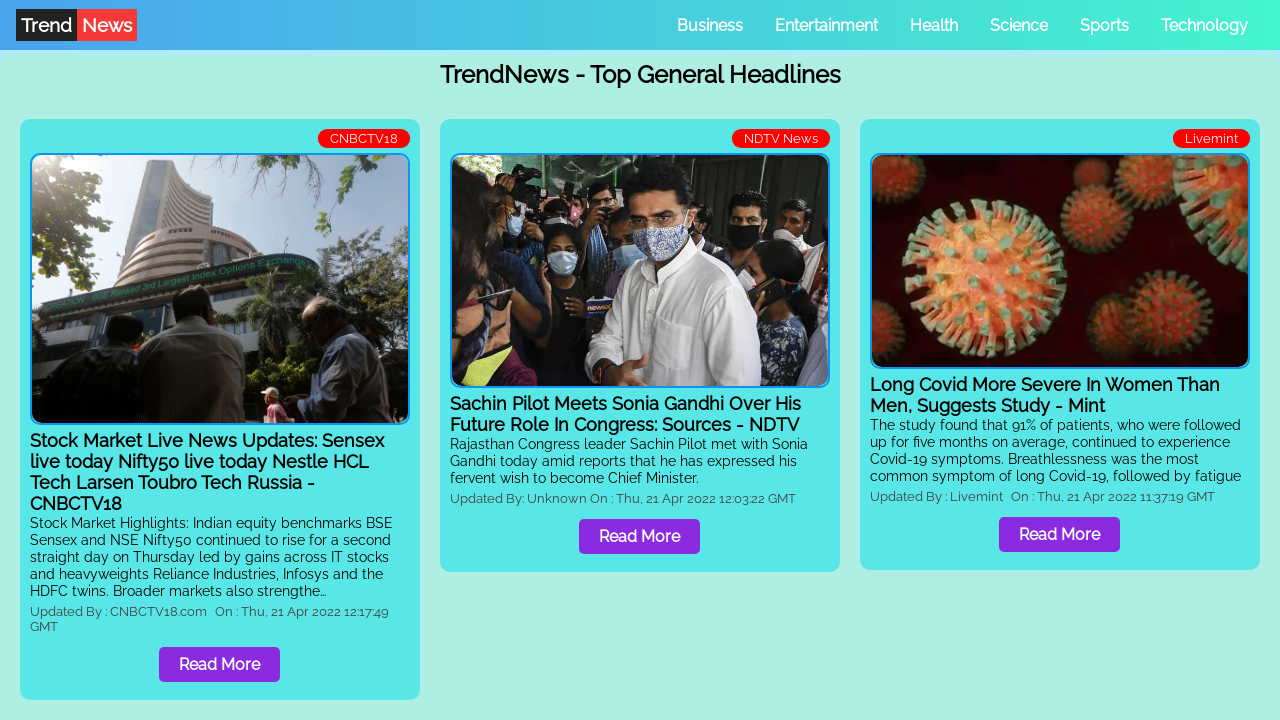 Trend News
Business
Entertainment
Health
Science
Sports
Technology
TrendNews - Top General Headlines
CNBCTV18
CREATION BSE Ranked 3rd Largest Index Options Exchange
Stock Market Live News Updates: Sensex
live today Nifty50 live today Nestle HCL
Tech Larsen Toubro Tech Russia -
CNBCTV18
Stock Market Highlights: Indian equity benchmarks BSE
Sensex and NSE Nifty50 continued to rise for a second
straight day on Thursday led by gains across IT stocks
and heavyweights Reliance Industries, Infosys and the
HDFC twins. Broader markets also strengthe…
Updated By : CNBCTV18.com On : Thu, 21 Apr 2022 12:17:49
GMT
Read More
NDTV News
newsx
Sachin Pilot Meets Sonia Gandhi Over His
Future Role In Congress: Sources - NDTV
Rajasthan Congress leader Sachin Pilot met with Sonia
Gandhi today amid reports that he has expressed his
fervent wish to become Chief Minister.
Updated By: Unknown On : Thu, 21 Apr 2022 12:03:22 GMT
Read More
Livemint
Long Covid More Severe In Women Than
Men, Suggests Study - Mint
The study found that 91% of patients, who were followed
up for five months on average, continued to experience
Covid-19 symptoms. Breathlessness was the most
common symptom of long Covid-19, followed by fatigue
Updated By : Livemint On : Thu, 21 Apr 2022 11:37:19 GMT
Read More